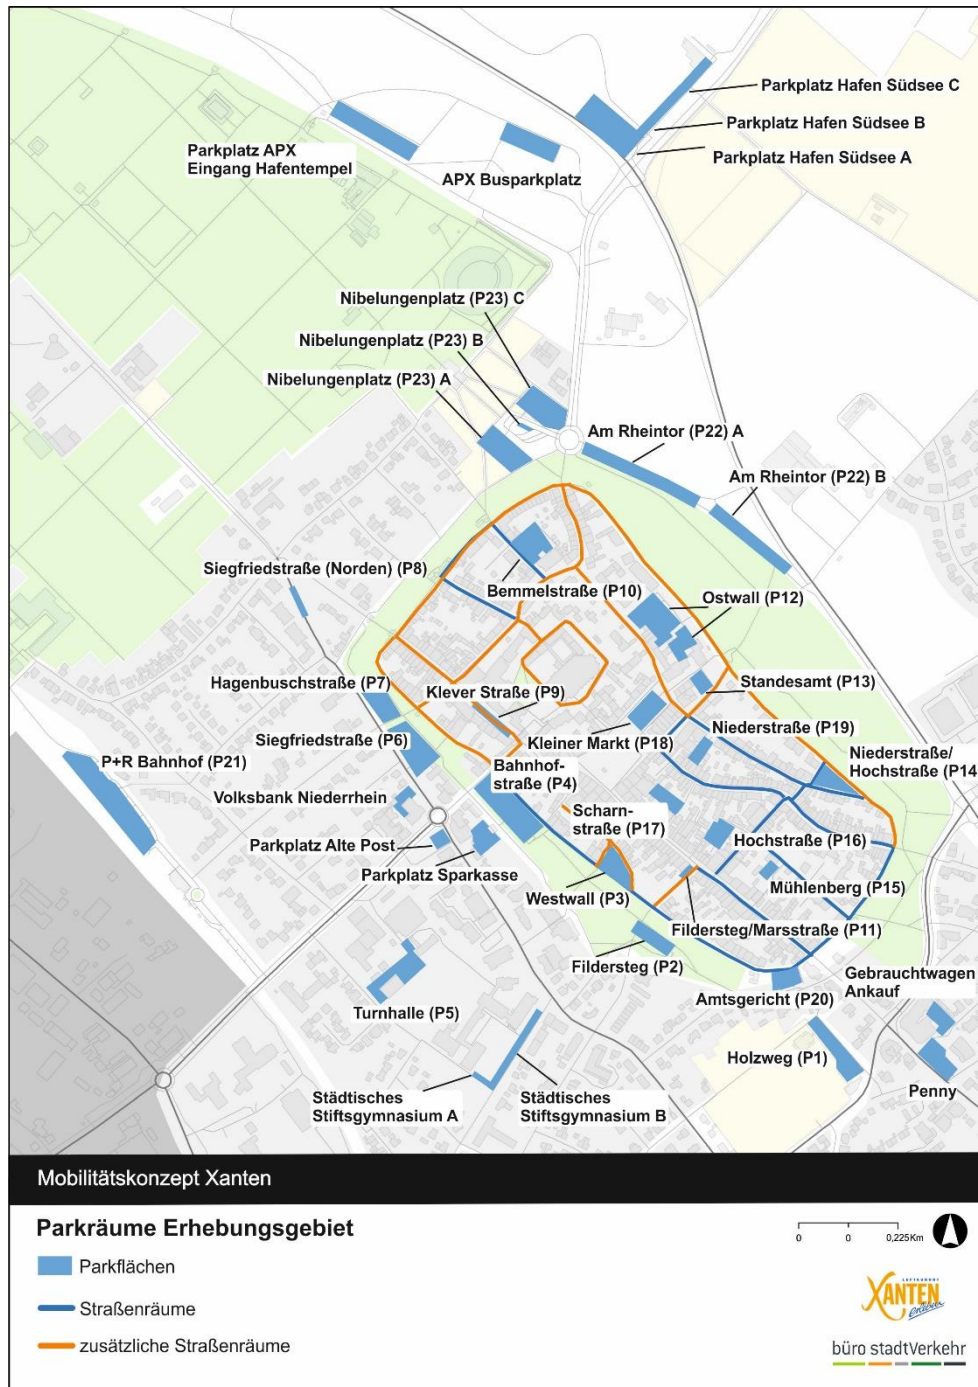 Parkplatz Hafen Südsee C
Parkplatz Hafen Südsee B
Parkplatz APX
Eingang Hafentempel
Parkplatz Hafen Südsee A
APX Busparkplatz
Nibelungenplatz (P23) C
Nibelungenplatz (P23) B
Nibelungenplatz (P23) A
Am Rheintor (P22) A
Am Rheintor (P22) B
Siegfriedstraße (Norden) (P8)
Bemmelstraße (P10)
Ostwall (P12)
Hagenbuschstraße (P7)
Klever Straße (P9)
Standesamt (P13)
Siegfriedstraße (P6)
Kleiner Markt (P18)
Niederstraße (P19)
P+R Bahnhof (P21)
Bahnhof-
straße (P4)
Niederstraße/
Hochstraße (P14)
Volksbank Niederrhein
Scharn-
straße (P17)
Parkplatz Alte Post
Hochstraße (P16)
Parkplatz Sparkasse
Mühlenberg (P15)
Westwall (P3)
Fildersteg/Marsstraße (P11)
Fildersteg (P2)
Gebrauchtwagen
Ankauf
Turnhalle (P5)
Amtsgericht (P20)
Holzweg (P1)
Penny
Städtisches
Stiftsgymnasium A
Städtisches
Stiftsgymnasium B
Mobilitätskonzept Xanten
Parkräume Erhebungsgebiet
0 0 0,225Km
Parkflächen
Straßenräume
zusätzliche Straßenräume
LUFTKURORT
XANTEN
erleben
büro stadtVerkehr